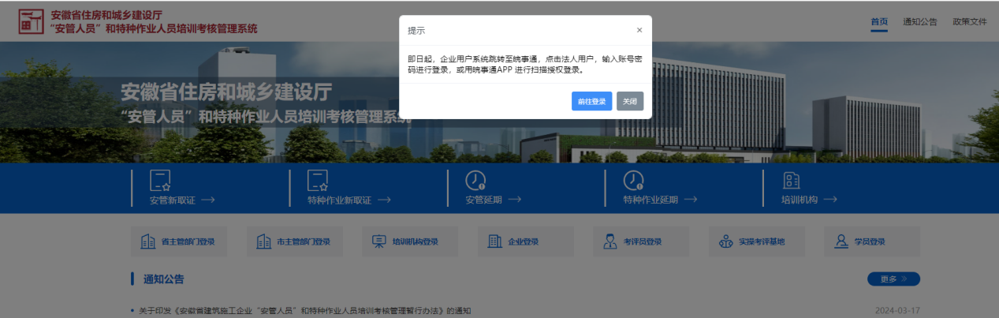 安徽省住房和城乡建设厅
“安管人员”和特种作业人员培训考核管理系统
首页 通知公告 政策文件
提示 ×
即日起，企业用户系统跳转至皖事通，点击法人用户，输入账号密
码进行登录，或用皖事通APP 进行扫描授权登录。
前往登录 关闭
安徽省住房和城乡建设厅
“安管人员”和特种作业人员培训考核管理系统
安管新取证 特种作业新取证 安管延期 特种作业延期 培训机构
省主管部门登录 市主管部门登录 培训机构登录 企业登录 考评员登录 实操考评基地 学员登录
通知公告 更多
关于印发《安徽省建筑施工企业“安管人员”和特种作业人员培训考核管理暂行办法》的通知 2024-03-17